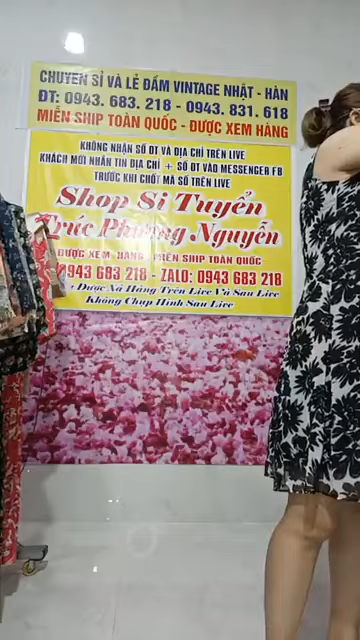 CHUYÊN SỈ VÀ LẺ ĐẦM VINTAGE NHẬT - HÀN
ĐT: 0943. 683. 218 - 0943. 831. 618
MIỄN SHIP TOÀN QUỐC - ĐƯỢC XEM HÀNG
KHÔNG NHẬN SỐ ĐT VÀ ĐỊA CHỈ TRÊN LIVE
KHÁCH MỚI NHẮN TIN ĐỊA CHỈ + SỐ ĐT VÀO MESSENGER FB
TRƯỚC KHI CHỐT MÃ SỐ TRÊN LIVE
Shop Si Tuyển
Trúc Phương Nguyễn
ĐƯỢC XEM HÀNG - MIỄN SHIP TOÀN QUỐC
0943 683 218 - ZALO: 0943 683 218
Được Xả Hàng Trên Live Và Sau Live
Không Chụp Hình Sau Live